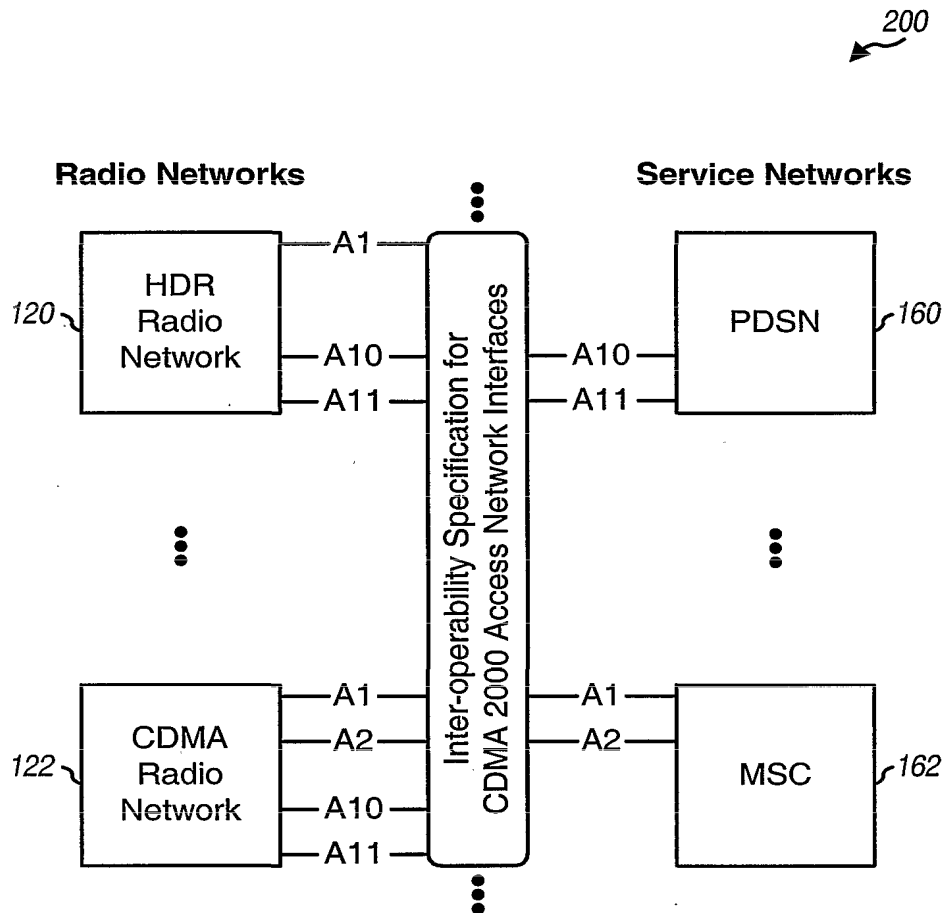 200
Radio Networks
Service Networks
HDR
Radio
Network
120
A1
A10
A11
Inter-operability Specification for
CDMA 2000 Access Network Interfaces
A10
A11
PDSN
160
CDMA
Radio
Network
122
A1
A2
A10
A11
A1
A2
MSC
162